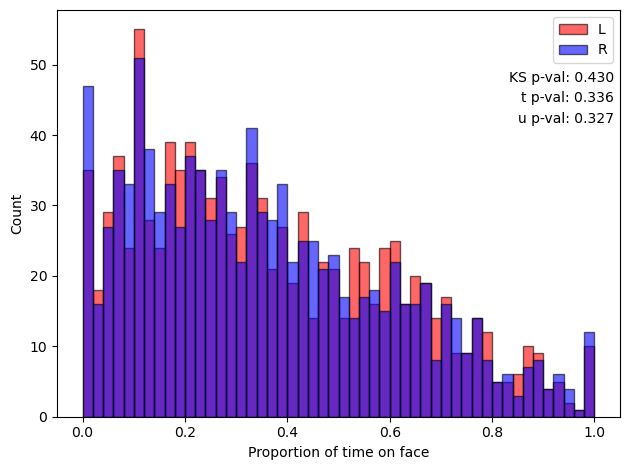 L
R
KS p-val: 0.430
t p-val: 0.336
u p-val: 0.327
Count
50
40
30
20
10
0
0.0 0.2 0.4 0.6 0.8 1.0
Proportion of time on face